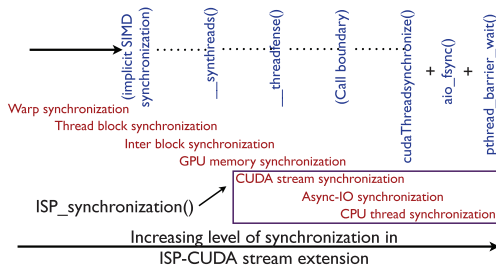 (implicit SIMD
synchronization)
__synthreads()
__threadfense()
(Call boundary)
cudaThreadsynchronize()
+
aio_fsync()
+
pthread_barrier_wait()
Warp synchronization
Thread block synchronization
Inter block synchronization
GPU memory synchronization
CUDA stream synchronization
Async-IO synchronization
CPU thread synchronization
ISP_synchronization()
Increasing level of synchronization in
ISP-CUDA stream extension